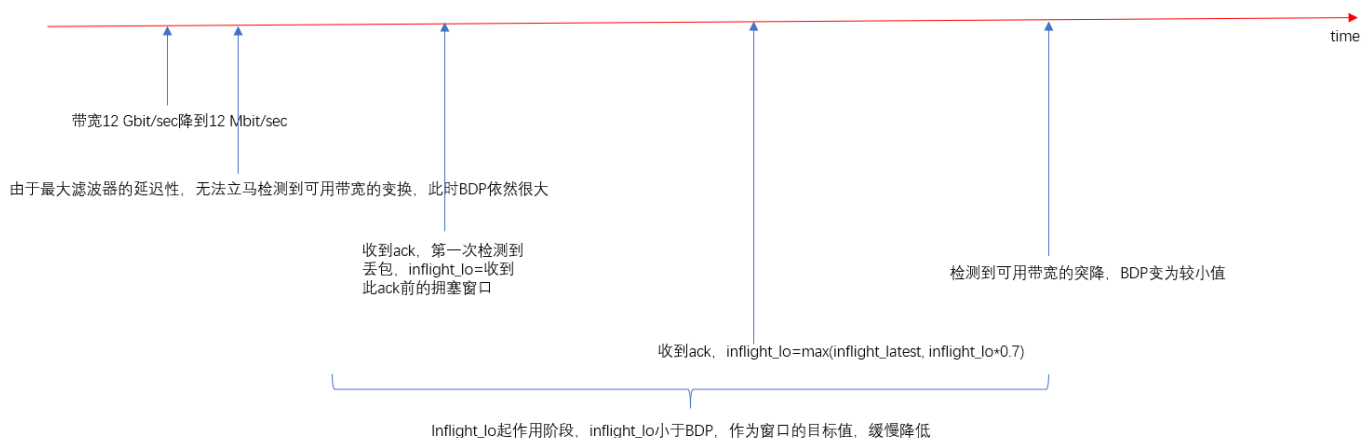 time
带宽12 Gbit/sec降到12 Mbit/sec
由于最大滤波器的延迟性，无法立马检测到可用带宽的变换，此时BDP依然很大
收到ack，第一次检测到
丢包，inflight_lo=收到
此ack前的拥塞窗口
检测到可用带宽的突降，BDP变为较小值
收到ack，inflight_lo=max(inflight_latest, inflight_lo*0.7)
Inflight_lo起作用阶段，inflight_lo小于BDP，作为窗口的目标值，缓慢降低